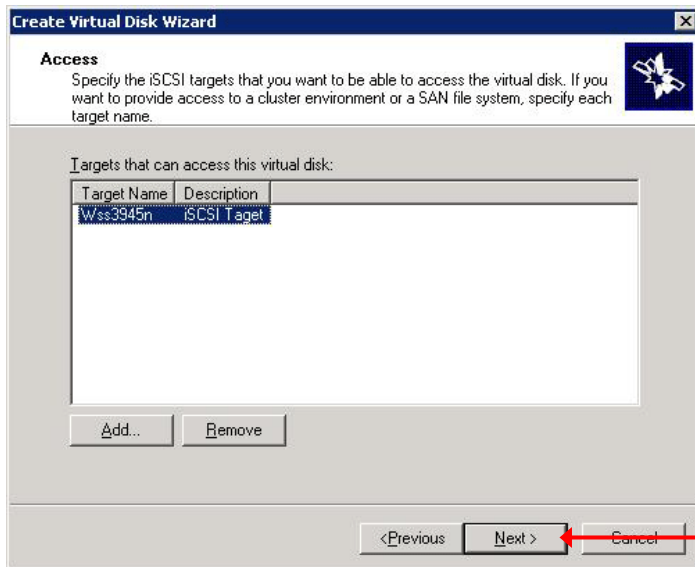 Create Virtual Disk Wizard
Access
Specify the iSCSI targets that you want to be able to access the virtual disk. If you
want to provide access to a cluster environment or a SAN file system, specify each
target name.
Targets that can access this virtual disk:
Target Name Description
Wss3945n iSCSI Taget
Add... Remove
<Previous Next > Cancel